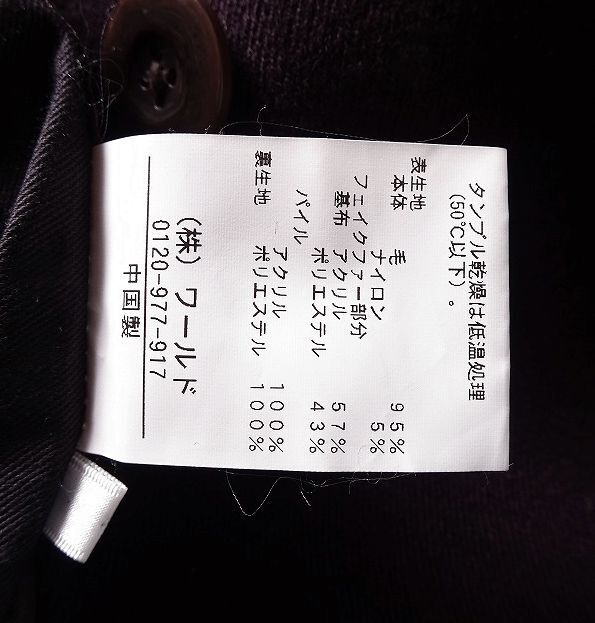 タンブル乾燥は低温処理
(50℃以下)。
表生地
本体 毛 95%
ナイロン 5%
フェイクファー部分
基布 アクリル 57%
ポリエステル 43%
パイル アクリル 100%
裏生地 ポリエステル 100%
(株)ワールド
0120-977-917
中国製